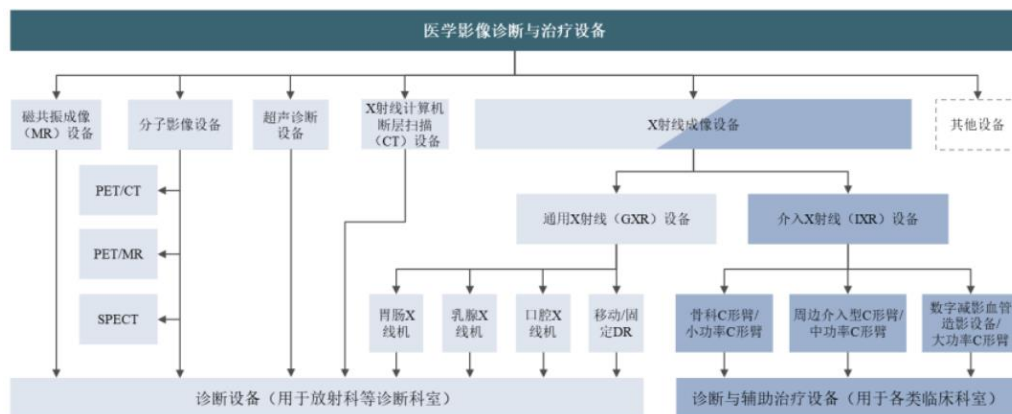 医学影像诊断与治疗设备
磁共振成像
（MR）设备
分子影像设备
超声诊断
设备
X射线计算机
断层扫描
（CT）设备
X射线成像设备
其他设备
PET/CT
PET/MR
SPECT
通用X射线（GXR）设备
介入X射线（IXR）设备
胃肠X
线机
乳腺X
线机
口腔X
线机
移动/固
定DR
骨科C形臂/
小功率C形臂
周边介入型C形臂/
中功率C形臂
数字减影血管
造影设备/
大功率C形臂
诊断设备（用于放射科等诊断科室）
诊断与辅助治疗设备（用于各类临床科室）